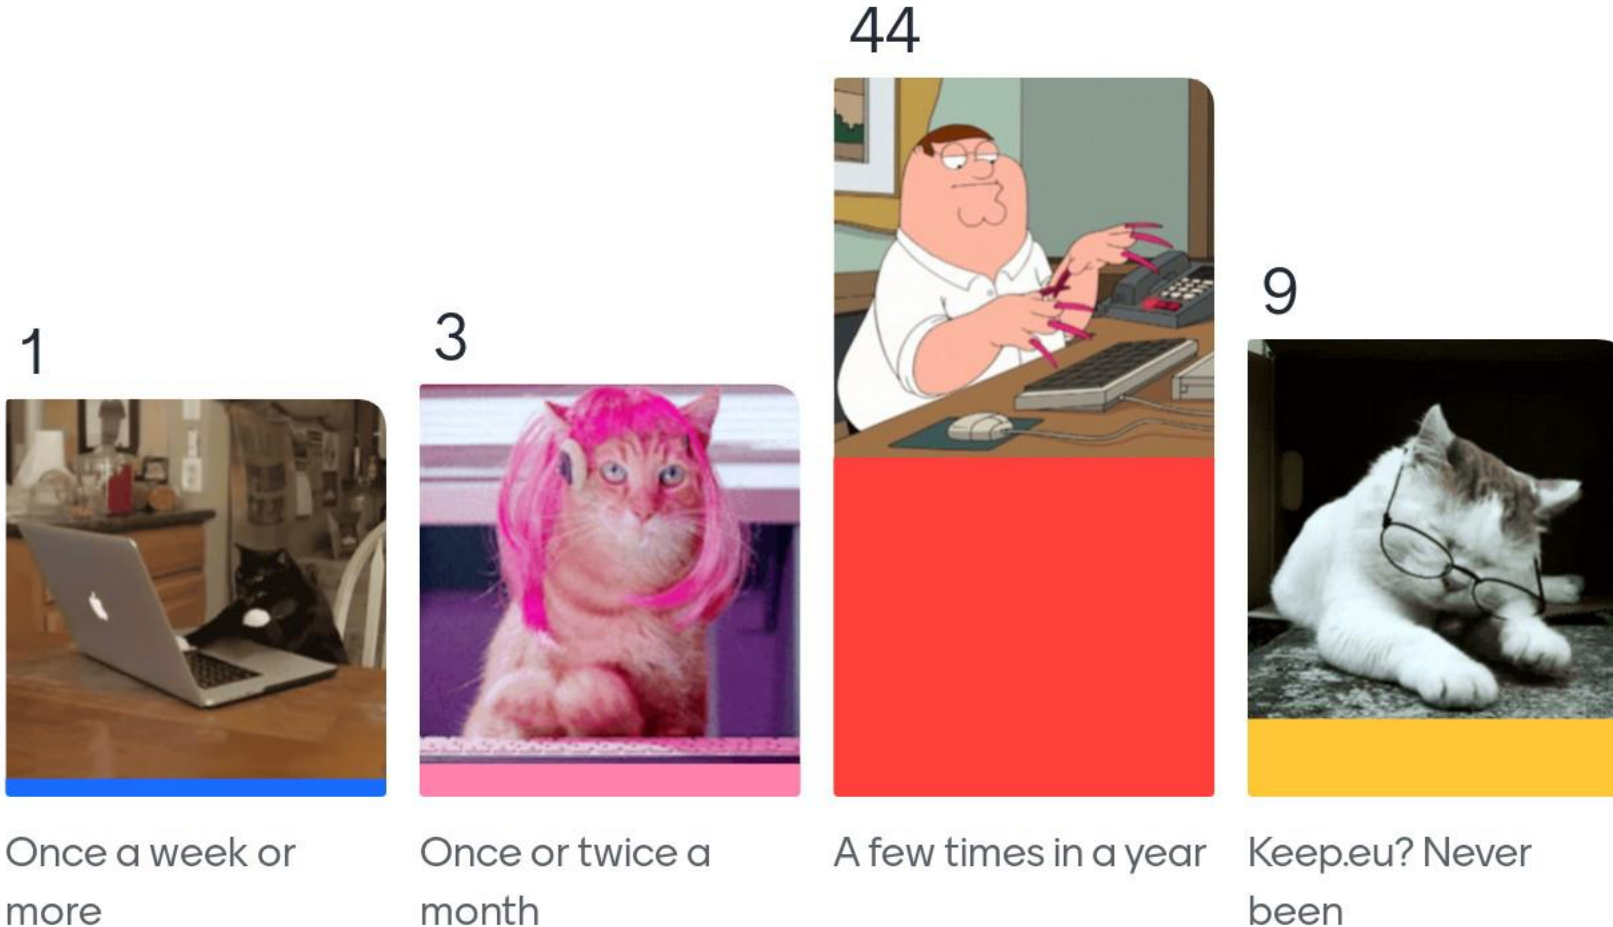 44
9
3
1
Once a week or
more
Once or twice a
month
A few times in a year
Keep.eu? Never
been